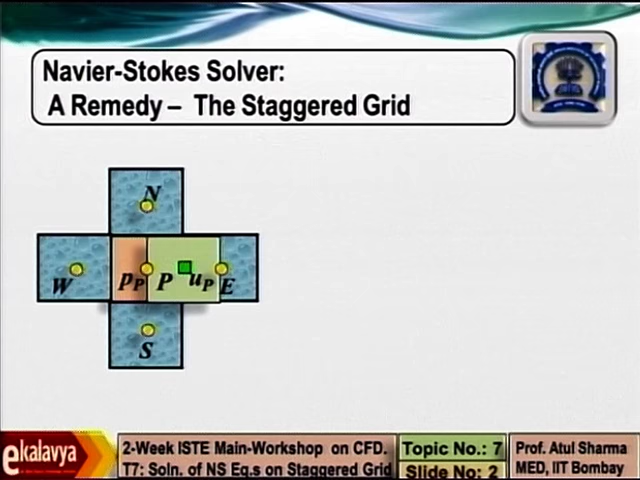 Navier-Stokes Solver:
A Remedy – The Staggered Grid
N
W
pP
P
uP
E
S
ekalavya
2-Week ISTE Main-Workshop on CFD.
T7: Soln. of NS Eq.s on Staggered Grid
Topic No.: 7
Slide No: 2
Prof. Atul Sharma
MED, IIT Bombay